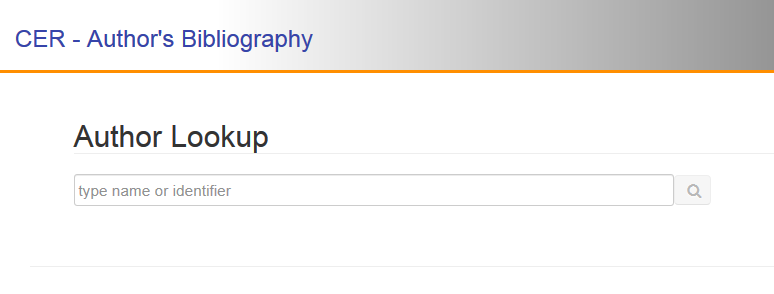 CER - Author's Bibliography
Author Lookup
type name or identifier